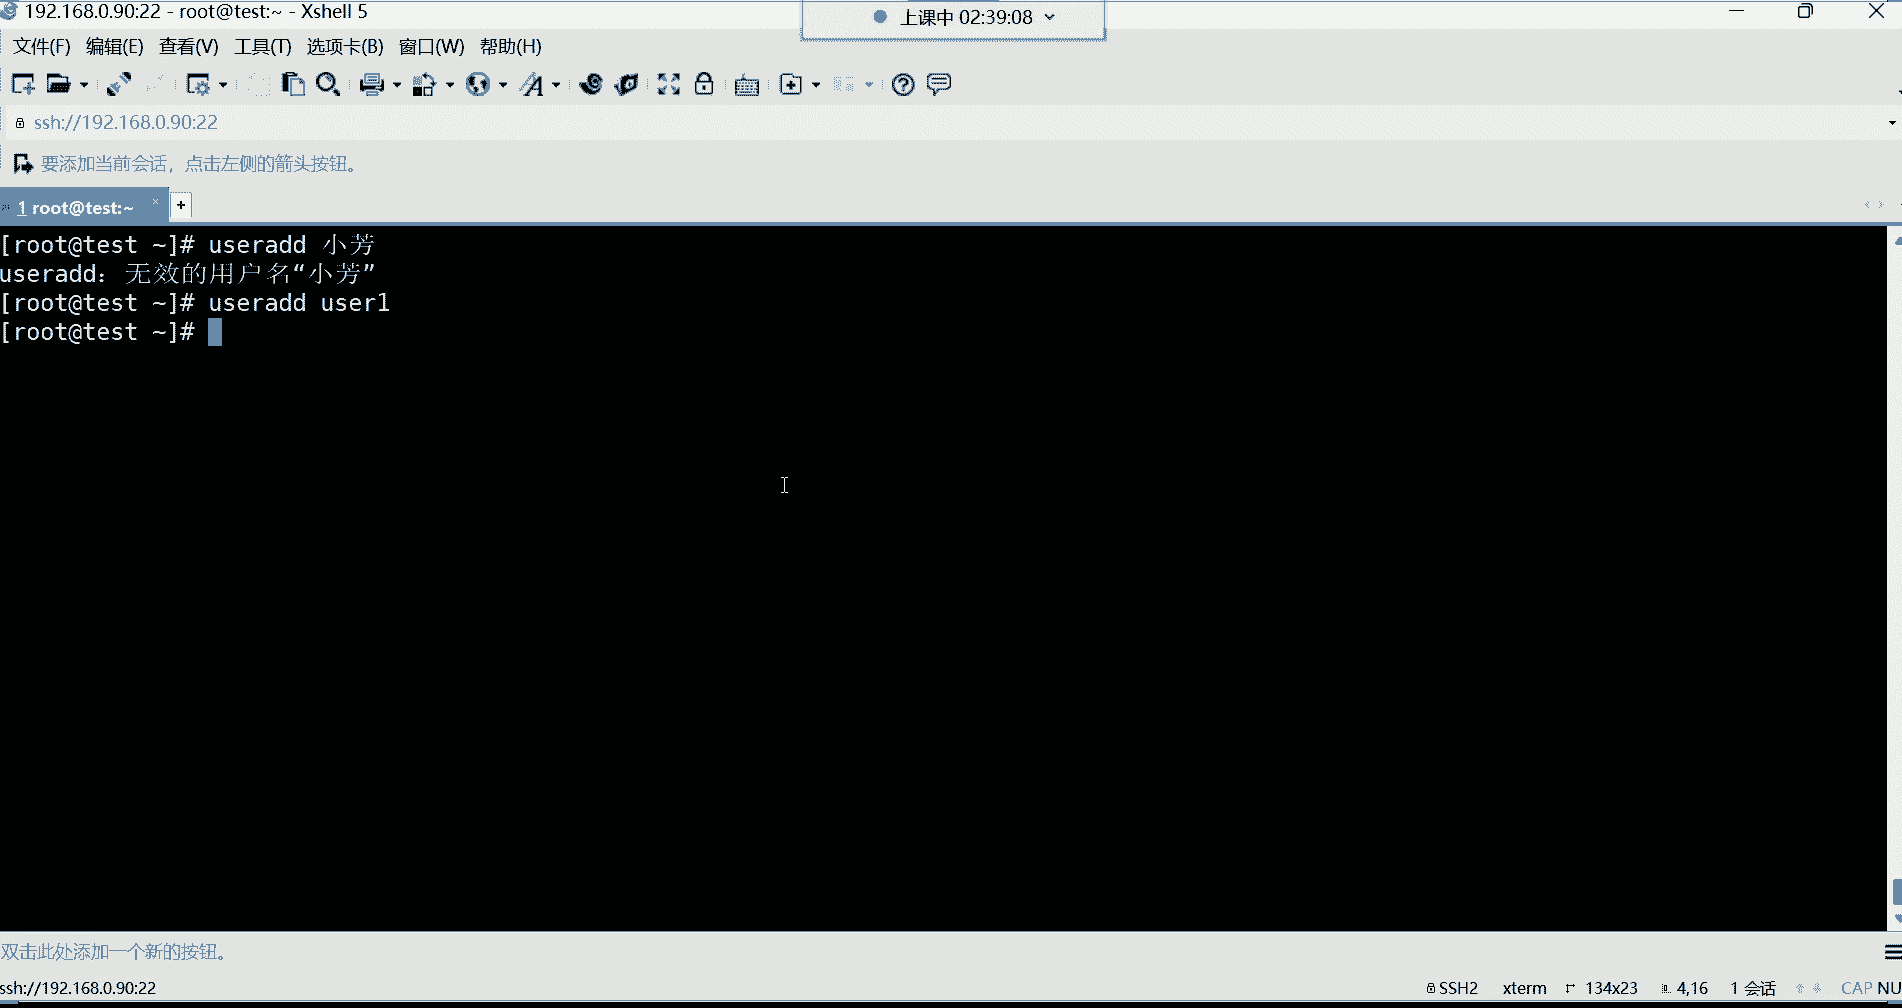 192.168.0.90:22 - root@test:~ - Xshell 5
上课中 02:39:08
文件(F) 编辑(E) 查看(V) 工具(T) 选项卡(B) 窗口(W) 帮助(H)
ssh://192.168.0.90:22
要添加当前会话，点击左侧的箭头按钮。
1 root@test:~ × +
[root@test ~]# useradd 小芳
useradd：无效的用户名“小芳”
[root@test ~]# useradd user1
[root@test ~]#
双击此处添加一个新的按钮。
ssh://192.168.0.90:22 SSH2 xterm 134x23 4,16 1 会话 CAP NU